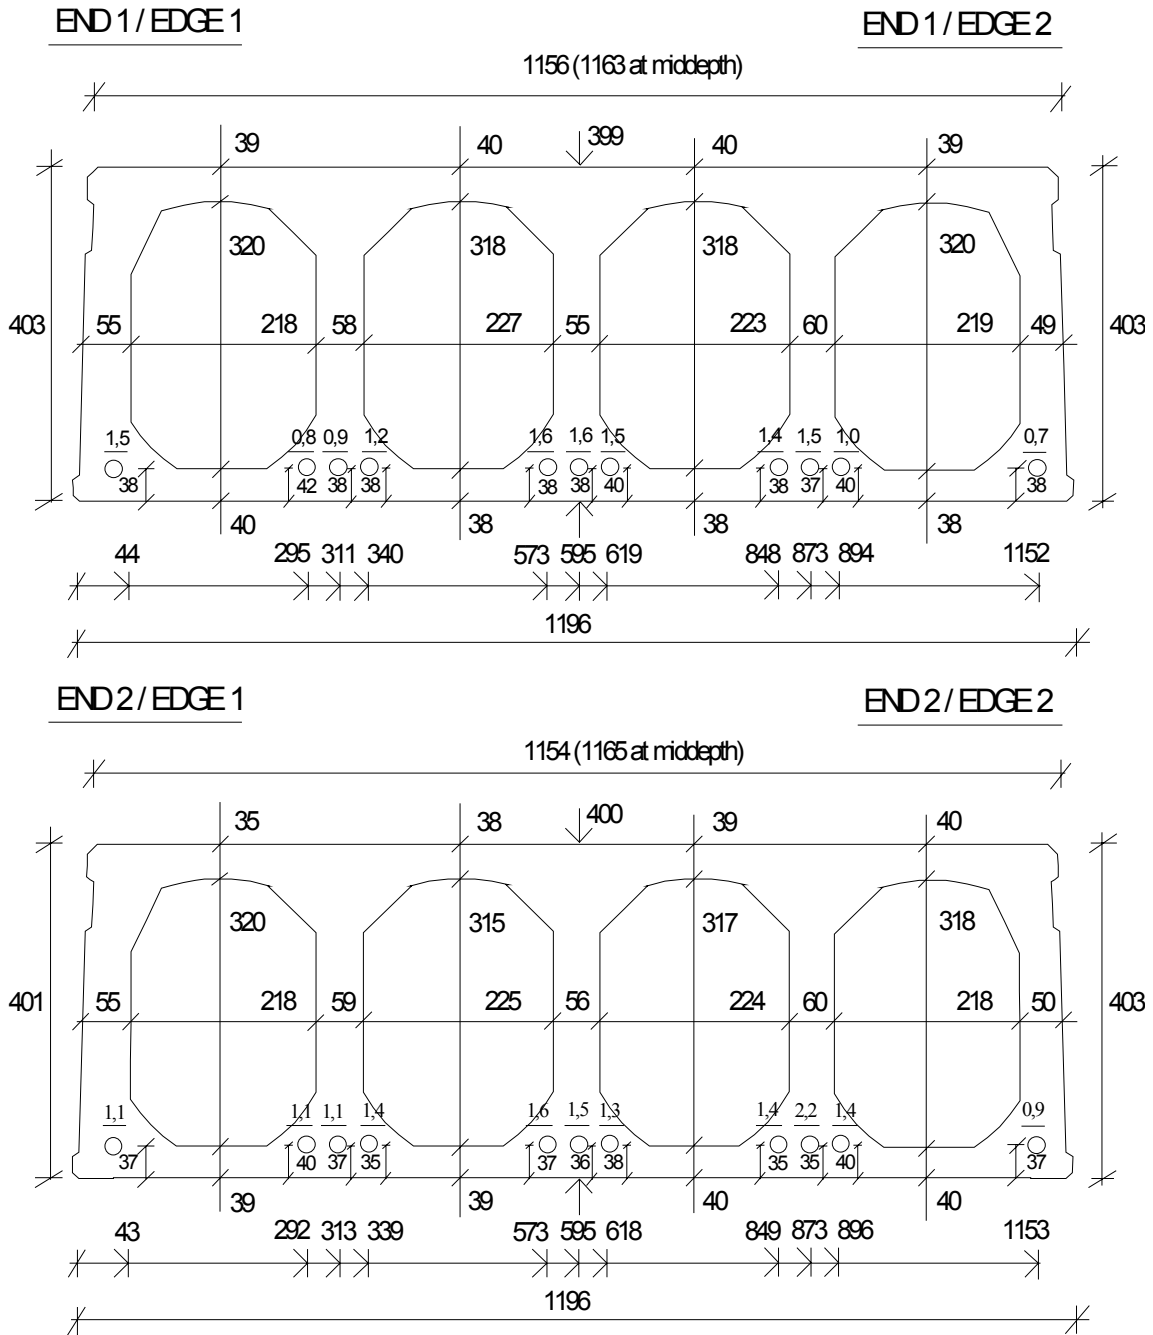 END 1 / EDGE 1 END 1 / EDGE 2
1156 (1163 at middepth)
39 40 399 40 39
320 318 318 320
403 55 218 58 227 55 223 60 219 49 403
1,5 0,8 0,9 1,2 1,6 1,6 1,5 1,4 1,5 1,0 0,7
38 42 38 38 38 38 40 38 37 40 38
40 38 38 38
44 295 311 340 573 595 619 848 873 894 1152
1196
END 2 / EDGE 1 END 2 / EDGE 2
1154 (1165 at middepth)
35 38 400 39 40
320 315 317 318
401 55 218 59 225 56 224 60 218 50 403
1,1 1,1 1,1 1,4 1,6 1,5 1,3 1,4 2,2 1,4 0,9
37 40 37 35 37 36 38 35 35 40 37
39 39 40 40
43 292 313 339 573 595 618 849 873 896 1153
1196